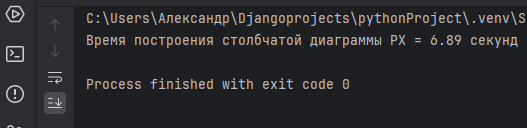 C:\Users\Александр\Djangoprojects\pythonProject\.venv\S
Время построения столбчатой диаграммы PX = 6.89 секунд
Process finished with exit code 0